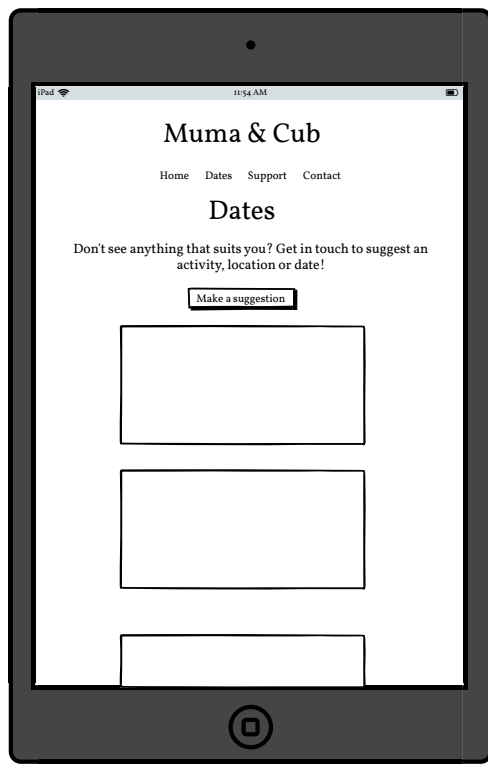 iPad 11:54 AM
Muma & Cub
Home Dates Support Contact
Dates
Don't see anything that suits you? Get in touch to suggest an
activity, location or date!
Make a suggestion